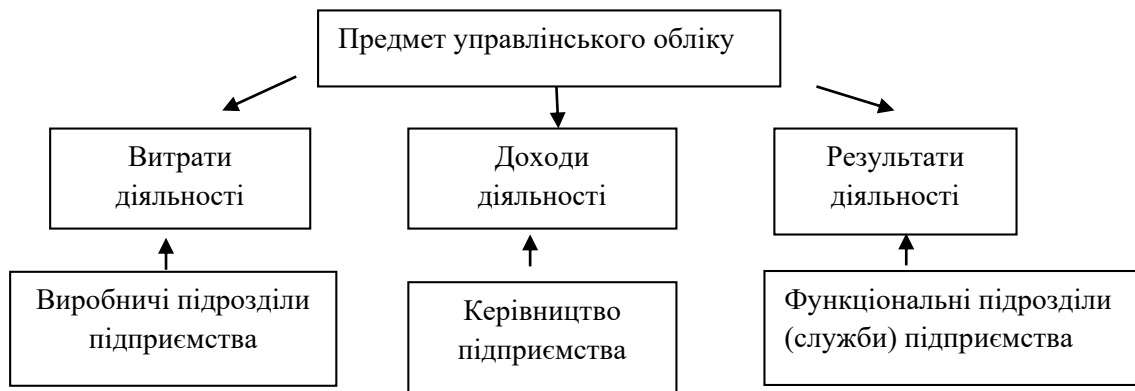 Предмет управлінського обліку
Витрати
діяльності
Доходи
діяльності
Результати
діяльності
Виробничі підрозділи
підприємства
Керівництво
підприємства
Функціональні підрозділи
(служби) підприємства